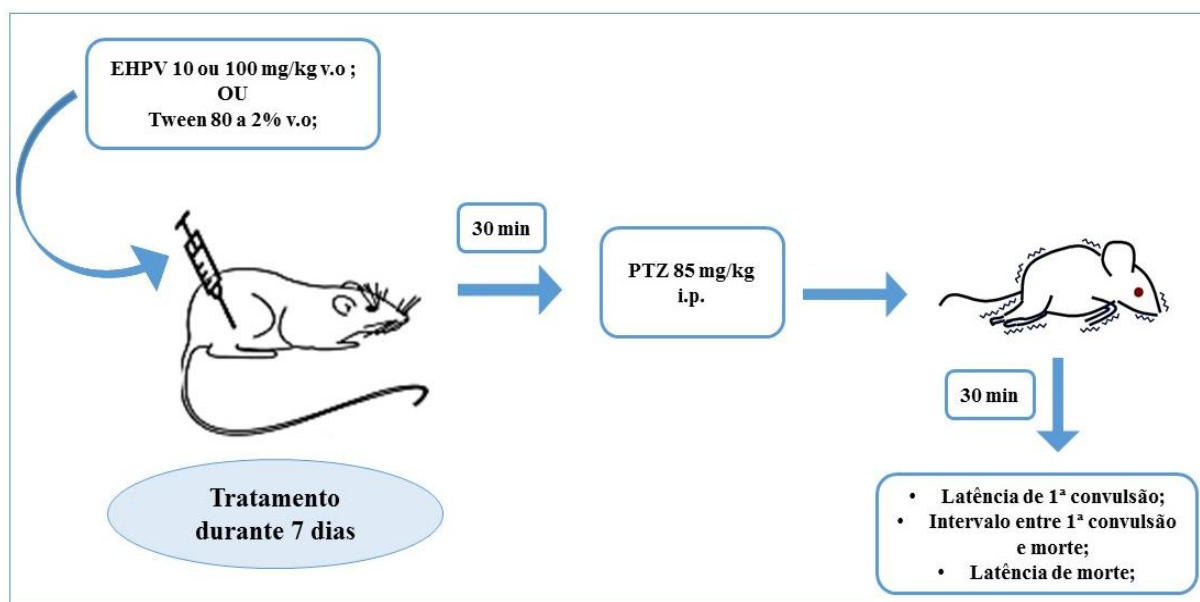 EHPV 10 ou 100 mg/kg v.o ;
OU
Tween 80 a 2% v.o;
30 min
PTZ 85 mg/kg
i.p.
30 min
Tratamento
durante 7 dias
• Latência de 1ª convulsão;
• Intervalo entre 1ª convulsão
e morte;
• Latência de morte;